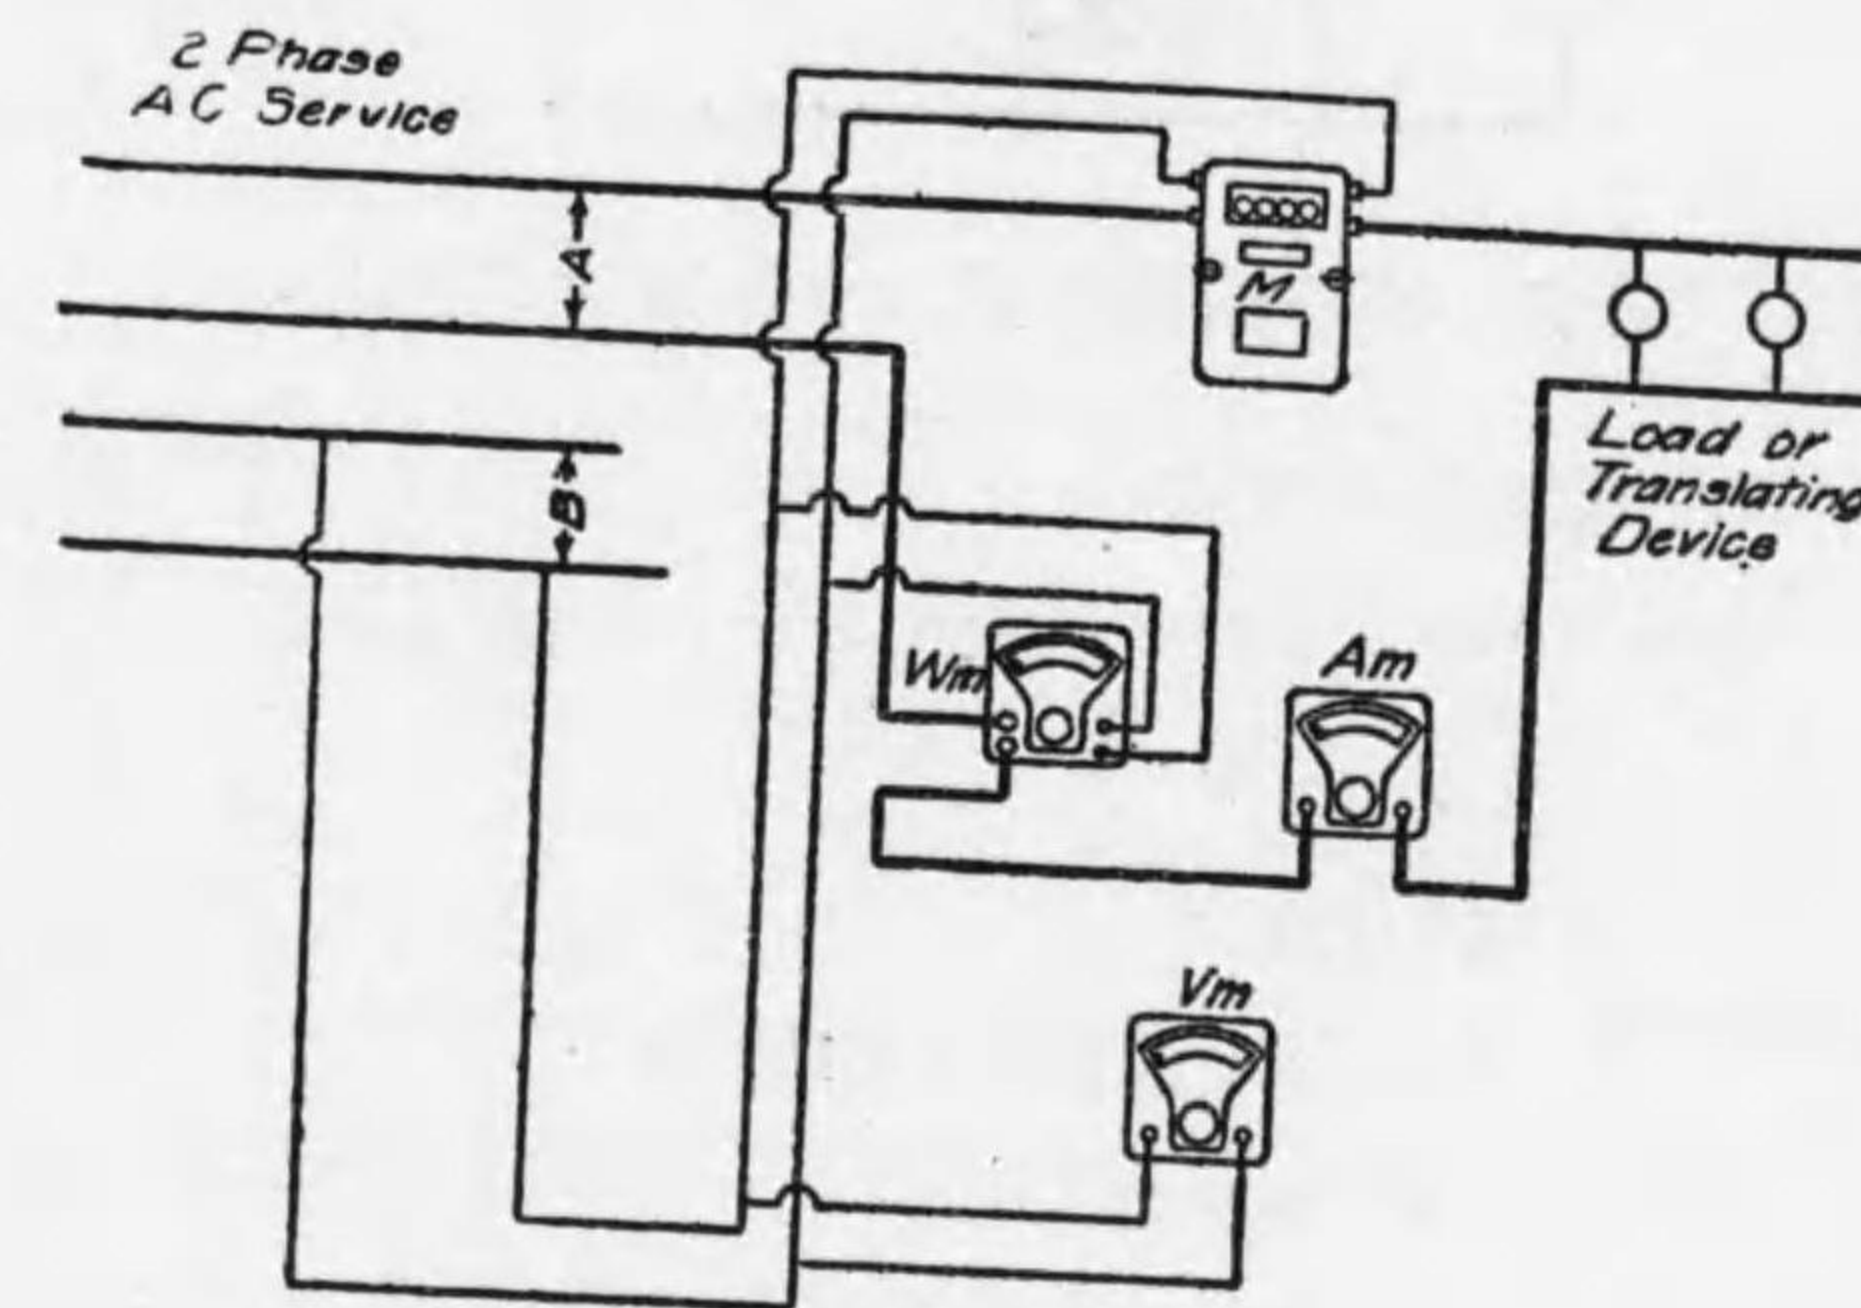 2 Phase
AC Service
A
M
B
Load or
Translating
Device
Wm
Am
Vm